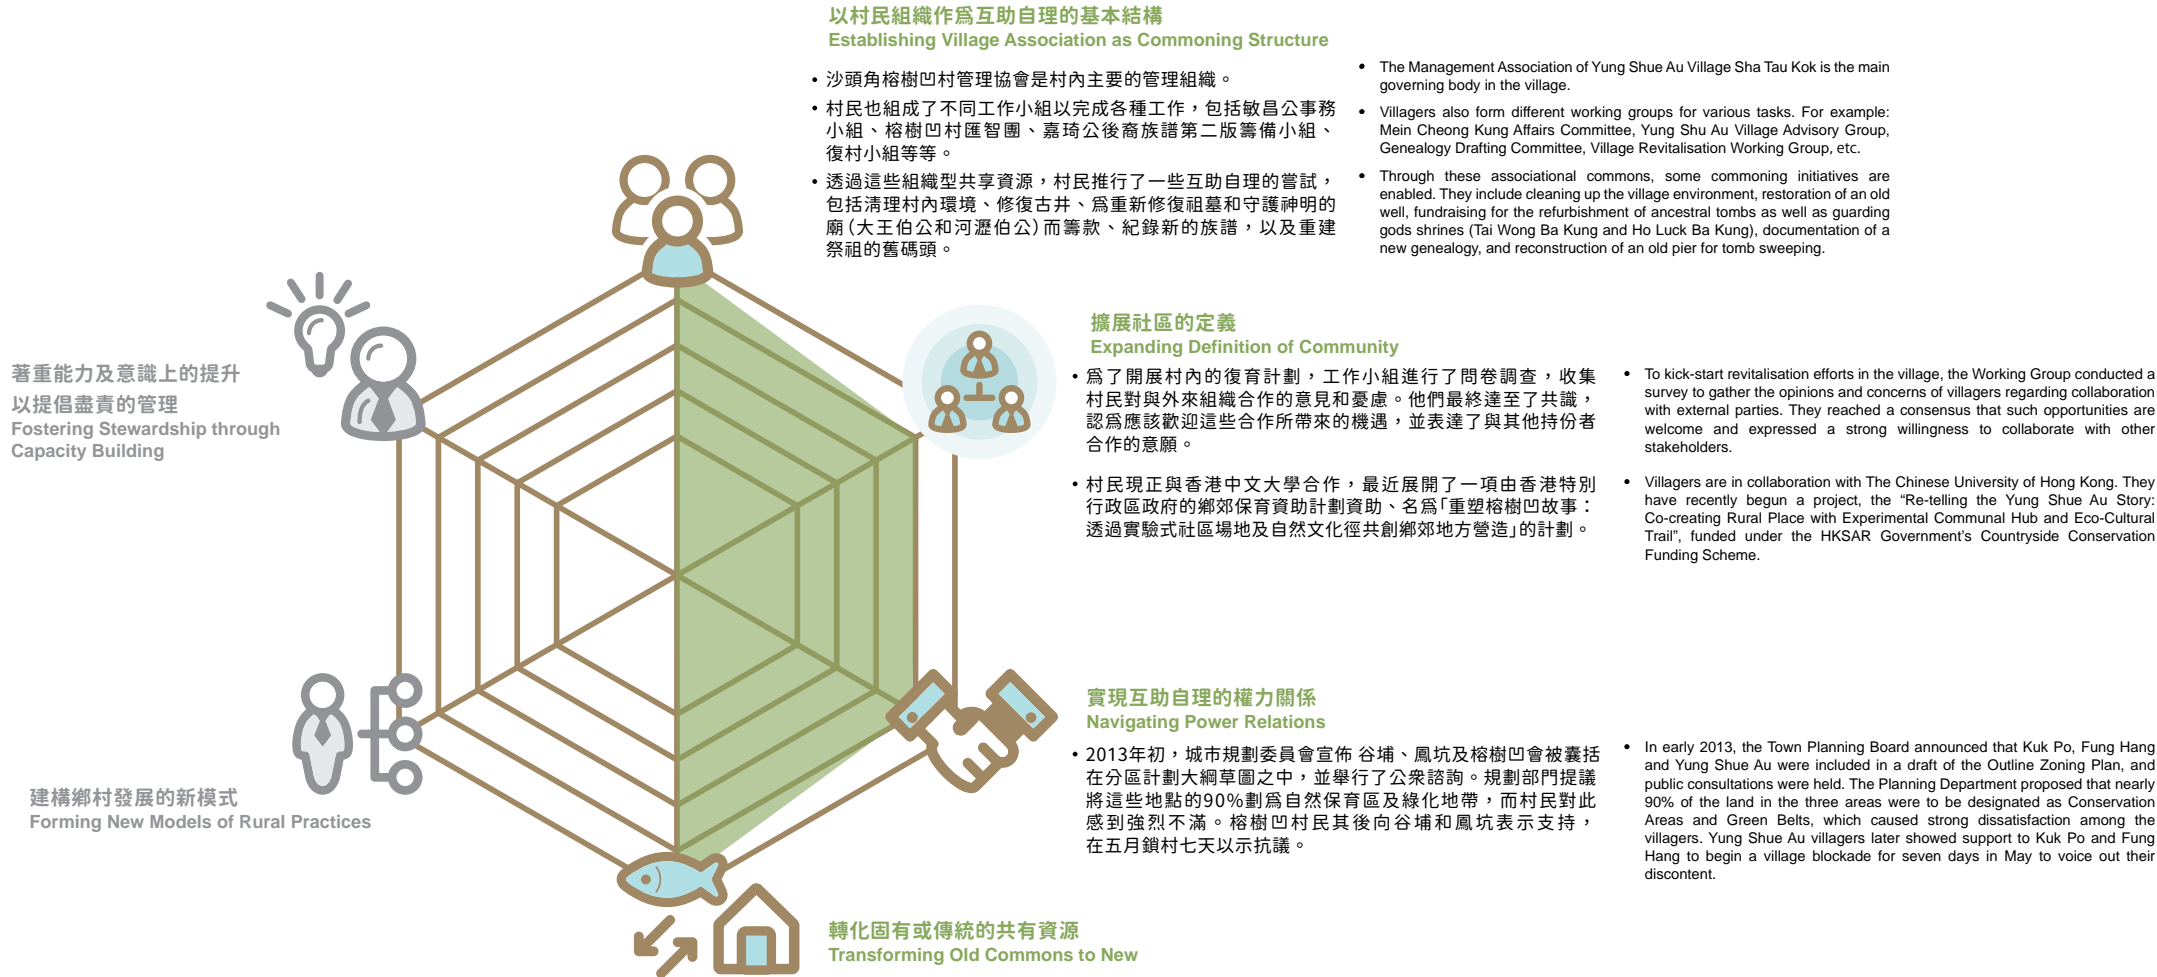 以村民組織作爲互助自理的基本結構
Establishing Village Association as Commoning Structure
• 沙頭角榕樹凹村管理協會是村內主要的管理組織。
• 村民也組成了不同工作小組以完成各種工作，包括敏昌公事務
小組、榕樹凹村匯智團、嘉琦公後裔族譜第二版籌備小組、
復村小組等等。
• 透過這些組織型共享資源，村民推行了一些互助自理的嘗試，
包括清理村內環境、修復古井、爲重新修復祖墓和守護神明的
廟（大王伯公和河瀝伯公）而籌款、紀錄新的族譜，以及重建
祭祖的舊碼頭。
• The Management Association of Yung Shue Au Village Sha Tau Kok is the main
governing body in the village.
• Villagers also form different working groups for various tasks. For example:
Mein Cheong Kung Affairs Committee, Yung Shu Au Village Advisory Group,
Genealogy Drafting Committee, Village Revitalisation Working Group, etc.
• Through these associational commons, some commoning initiatives are
enabled. They include cleaning up the village environment, restoration of an old
well, fundraising for the refurbishment of ancestral tombs as well as guarding
gods shrines (Tai Wong Ba Kung and Ho Luck Ba Kung), documentation of a
new genealogy, and reconstruction of an old pier for tomb sweeping.
擴展社區的定義
Expanding Definition of Community
• 爲了開展村內的復育計劃，工作小組進行了問卷調查，收集
村民對與外來組織合作的意見和憂慮。他們最終達至了共識，
認爲應該歡迎這些合作所帶來的機遇，並表達了與其他持份者
合作的意願。
• 村民現正與香港中文大學合作，最近展開了一項由香港特別
行政區政府的鄉郊保育資助計劃資助、名爲「重塑榕樹凹故事：
透過實驗式社區場地及自然文化徑共創鄉郊地方營造」的計劃。
• To kick-start revitalisation efforts in the village, the Working Group conducted a
survey to gather the opinions and concerns of villagers regarding collaboration
with external parties. They reached a consensus that such opportunities are
welcome and expressed a strong willingness to collaborate with other
stakeholders.
• Villagers are in collaboration with The Chinese University of Hong Kong. They
have recently begun a project, the “Re-telling the Yung Shue Au Story:
Co-creating Rural Place with Experimental Communal Hub and Eco-Cultural
Trail”, funded under the HKSAR Government’s Countryside Conservation
Funding Scheme.
著重能力及意識上的提升
以提倡盡責的管理
Fostering Stewardship through
Capacity Building
實現互助自理的權力關係
Navigating Power Relations
• 2013年初，城市規劃委員會宣佈 谷埔、鳳坑及榕樹凹會被囊括
在分區計劃大綱草圖之中，並舉行了公衆諮詢。規劃部門提議
將這些地點的90%劃爲自然保育區及綠化地帶，而村民對此
感到強烈不滿。榕樹凹村民其後向谷埔和鳳坑表示支持，
在五月鎖村七天以示抗議。
• In early 2013, the Town Planning Board announced that Kuk Po, Fung Hang
and Yung Shue Au were included in a draft of the Outline Zoning Plan, and
public consultations were held. The Planning Department proposed that nearly
90% of the land in the three areas were to be designated as Conservation
Areas and Green Belts, which caused strong dissatisfaction among the
villagers. Yung Shue Au villagers later showed support to Kuk Po and Fung
Hang to begin a village blockade for seven days in May to voice out their
discontent.
建構鄉村發展的新模式
Forming New Models of Rural Practices
轉化固有或傳統的共有資源
Transforming Old Commons to New